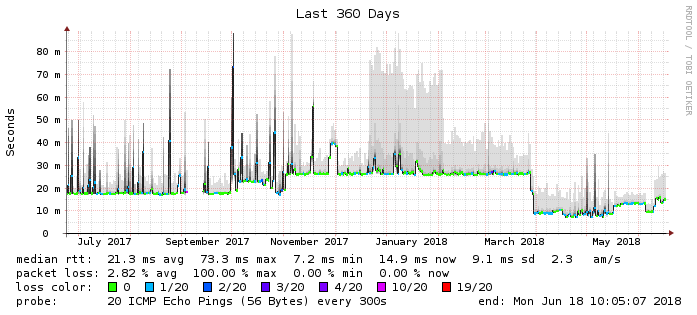 Last 360 Days
RRDTOOL / TOBI OETIKER
Seconds
80 m
70 m
60 m
50 m
40 m
30 m
20 m
10 m
0
July 2017 September 2017 November 2017 January 2018 March 2018 May 2018
median rtt: 21.3 ms avg 73.3 ms max 7.2 ms min 14.9 ms now 9.1 ms sd 2.3 am/s
packet loss: 2.82 % avg 100.00 % max 0.00 % min 0.00 % now
loss color: 0 1/20 2/20 3/20 4/20 10/20 19/20
probe: 20 ICMP Echo Pings (56 Bytes) every 300s end: Mon Jun 18 10:05:07 2018